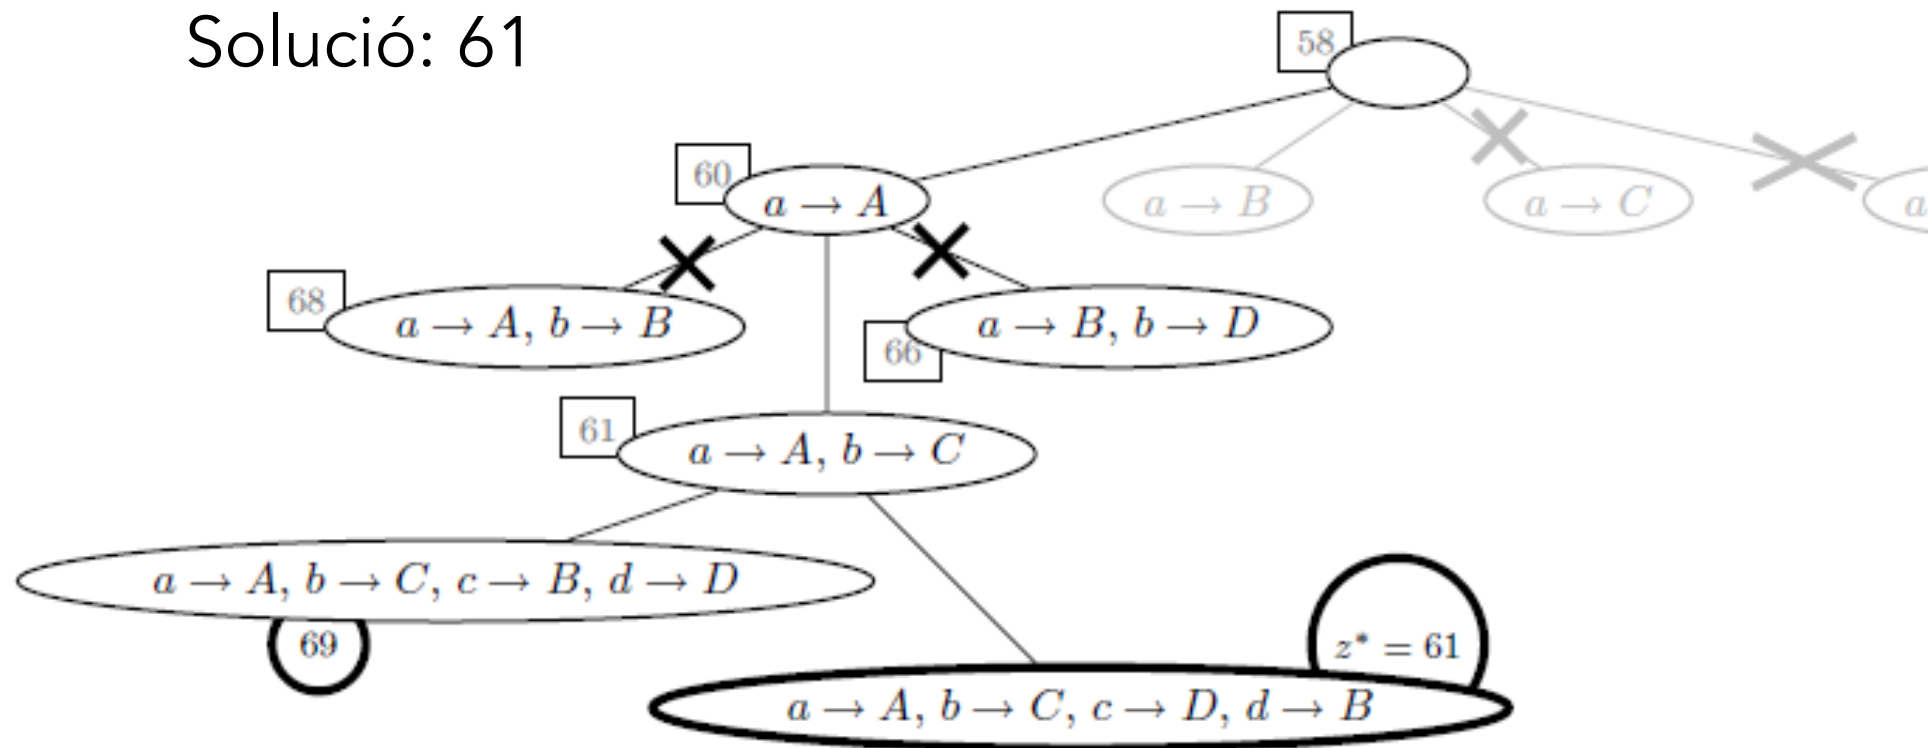 Solució: 61
58
60
a → A
a → B
a → C
a
68
a → A, b → B
66
a → B, b → D
61
a → A, b → C
a → A, b → C, c → B, d → D
69
z* = 61
a → A, b → C, c → D, d → B